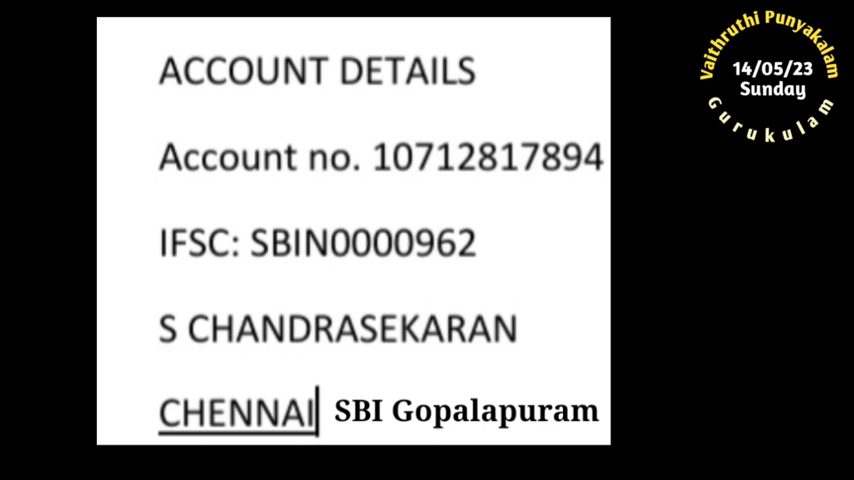 ACCOUNT DETAILS
Account no. 10712817894
IFSC: SBIN0000962
S CHANDRASEKARAN
CHENNAI SBI Gopalapuram
Vaithruthi Punyakalam
14/05/23
Sunday
Gurukulam